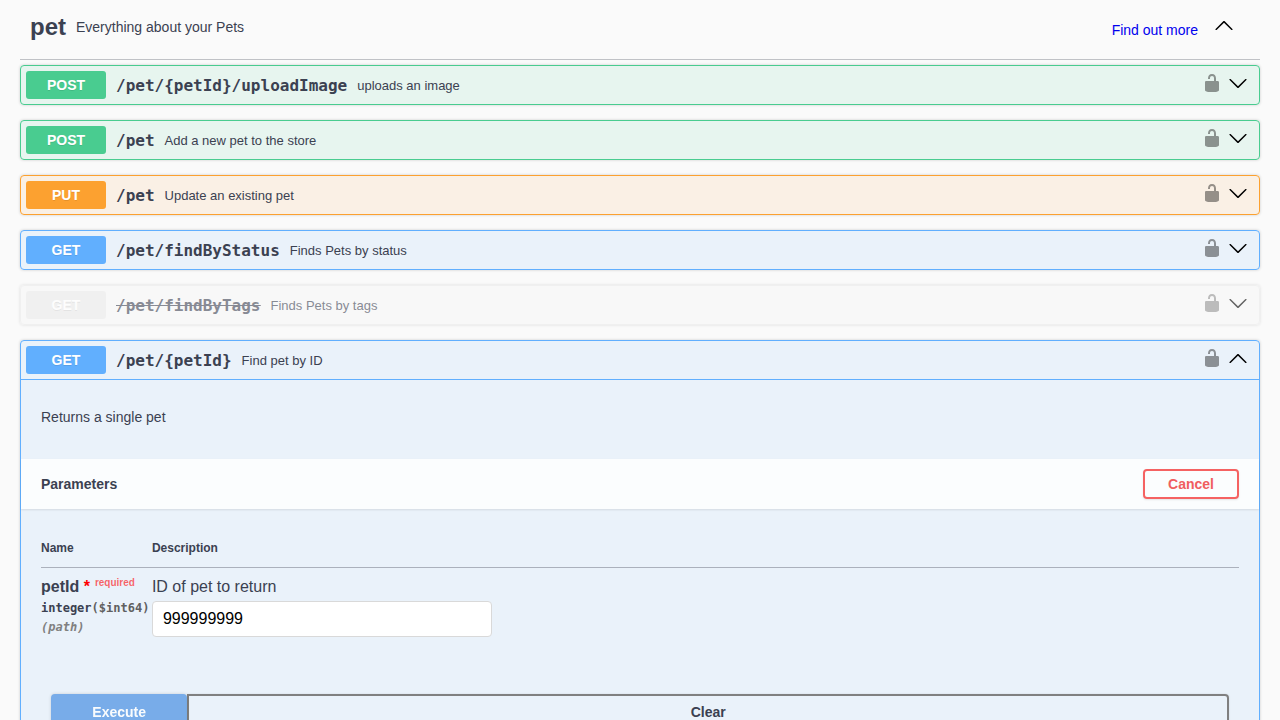 pet Everything about your Pets Find out more
POST /pet/{petId}/uploadImage uploads an image
POST /pet Add a new pet to the store
PUT /pet Update an existing pet
GET /pet/findByStatus Finds Pets by status
GET /pet/findByTags Finds Pets by tags
GET /pet/{petId} Find pet by ID
Returns a single pet
Parameters Cancel
Name Description
petId * required ID of pet to return
integer($int64)
999999999
(path)
Execute Clear